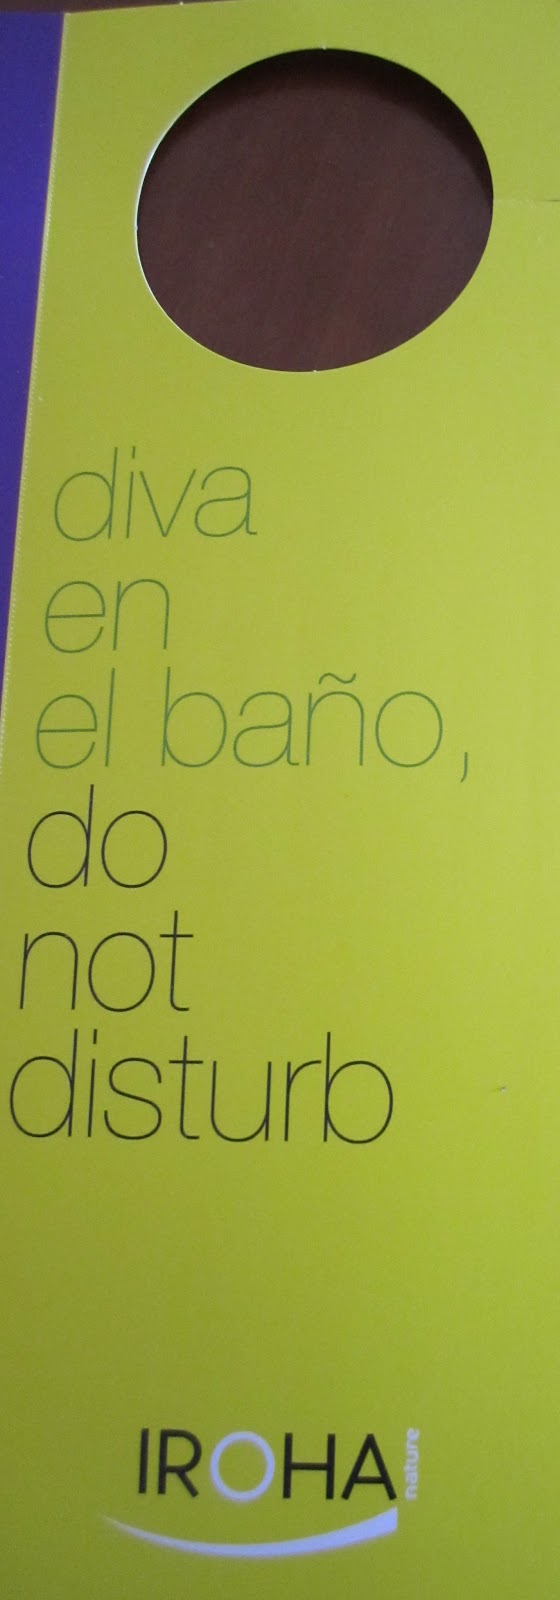 diva
en
el baño,
do
not
disturb
IROHA
nature